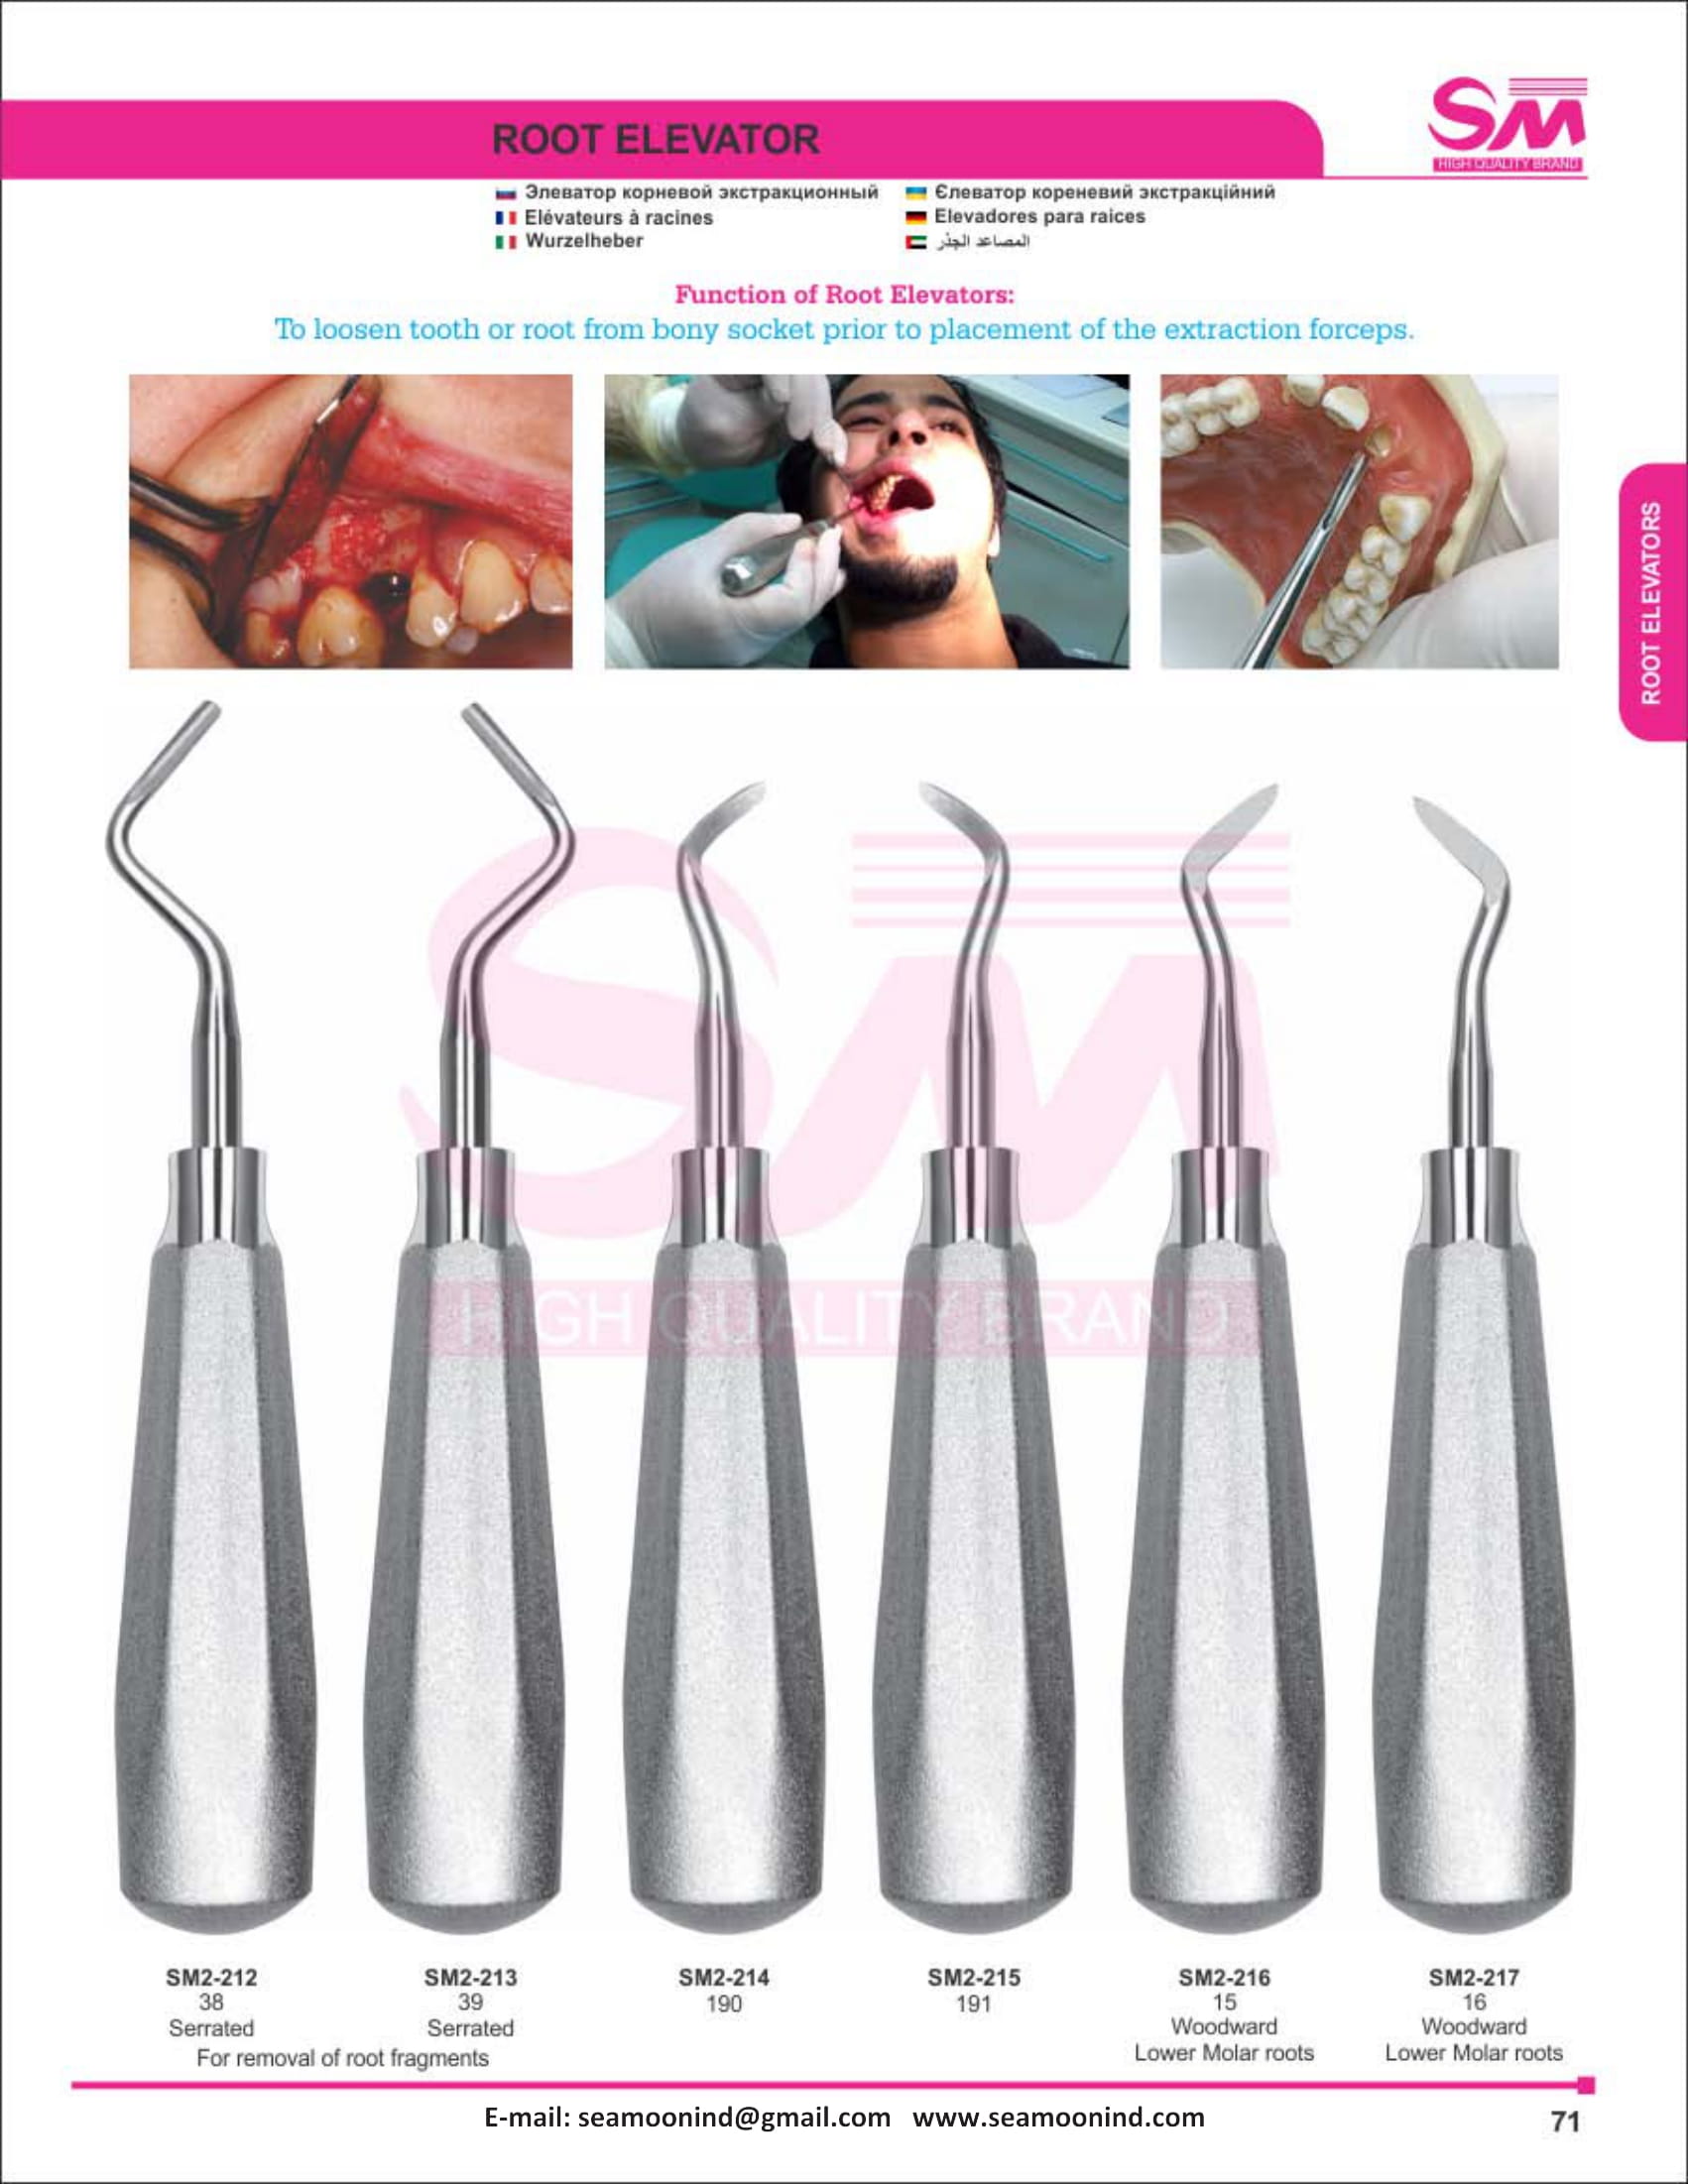 SM
HIGH QUALITY BRAND
ROOT ELEVATOR
Элеватор корневой экстракционный
Єлеватор кореневий экстракційний
Elévateurs à racines
Elevadores para raices
Wurzelheber
المصاعد الجذر
Function of Root Elevators:
To loosen tooth or root from bony socket prior to placement of the extraction forceps.
ROOT ELEVATORS
SM
HIGH QUALITY BRAND
SM2-212
38
Serrated
SM2-213
39
Serrated
For removal of root fragments
SM2-214
190
SM2-215
191
SM2-216
15
Woodward
Lower Molar roots
SM2-217
16
Woodward
Lower Molar roots
E-mail: seamoonind@gmail.com www.seamoonind.com
71